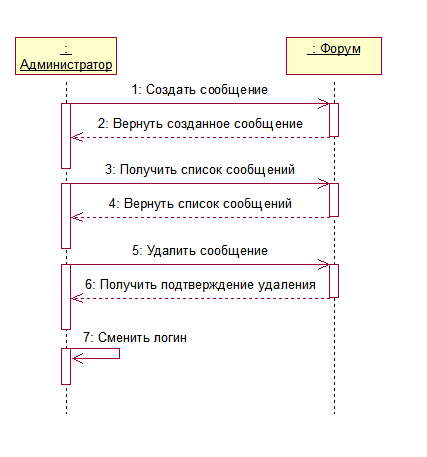 : Администратор
: Форум
1: Создать сообщение
2: Вернуть созданное сообщение
3: Получить список сообщений
4: Вернуть список сообщений
5: Удалить сообщение
6: Получить подтверждение удаления
7: Сменить логин